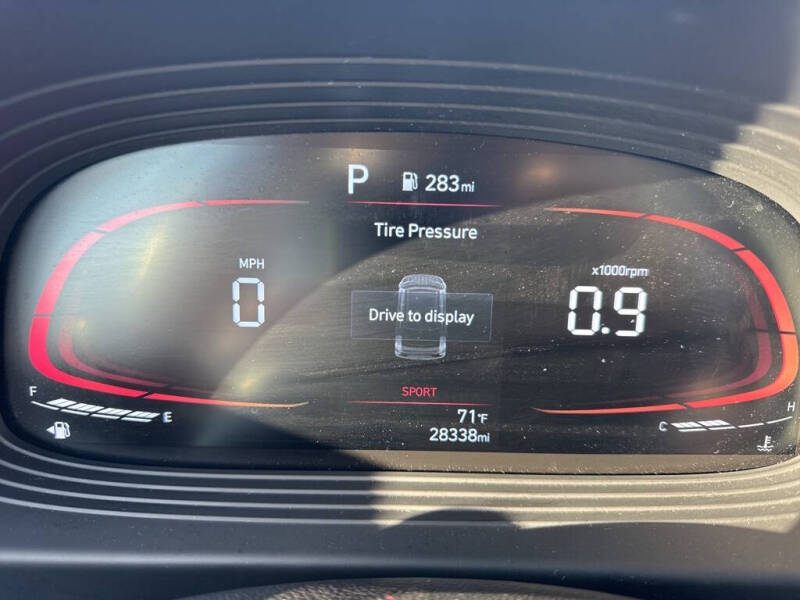 P 283mi
Tire Pressure
MPH
0
Drive to display
x1000rpm
0.9
SPORT
F E
71°F
28338mi
C H